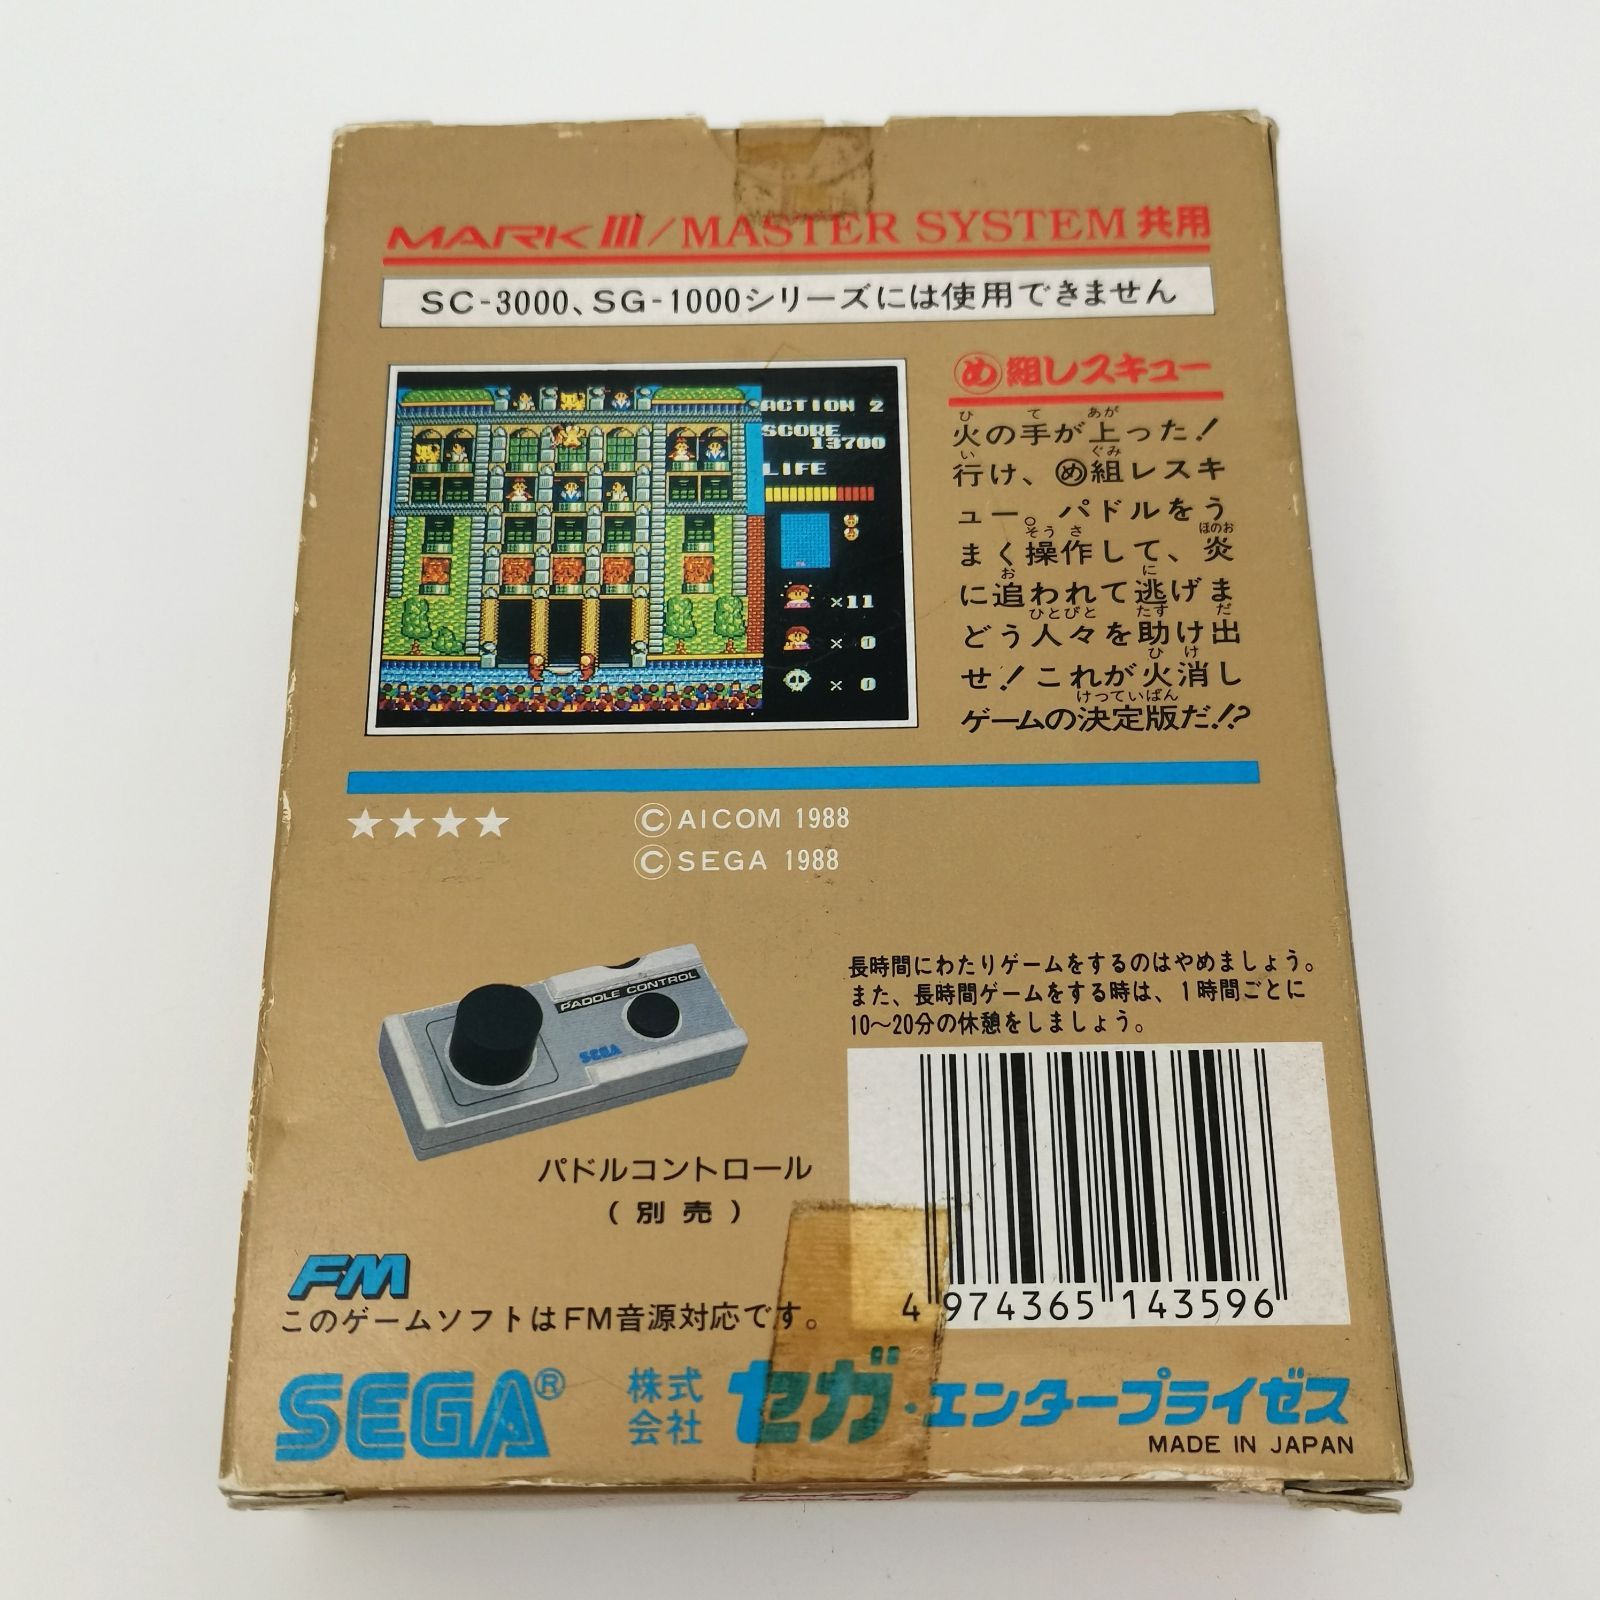 MARK III/MASTER SYSTEM 共用
SC-3000、SG-1000シリーズには使用できません
ACTION 2
SCORE
13700
LIFE
×11
× 0
× 0
め組レスキュー
火の手が上った!
行け、め組レスキ
ュー。パドルをう
まく操作して、炎
に追われて逃げま
どう人々を助け出
せ!これが火消し
ゲームの決定版だ!?
★★★★
©AICOM 1988
©SEGA 1988
PADDLE CONTROL
SEGA
パドルコントロール
(別売)
長時間にわたりゲームをするのはやめましょう。
また、長時間ゲームをする時は、1時間ごとに
10〜20分の休憩をしましょう。
4 974365 143596
FM
このゲームソフトはFM音源対応です。
SEGA®
株式会社 セガ・エンタープライゼス
MADE IN JAPAN